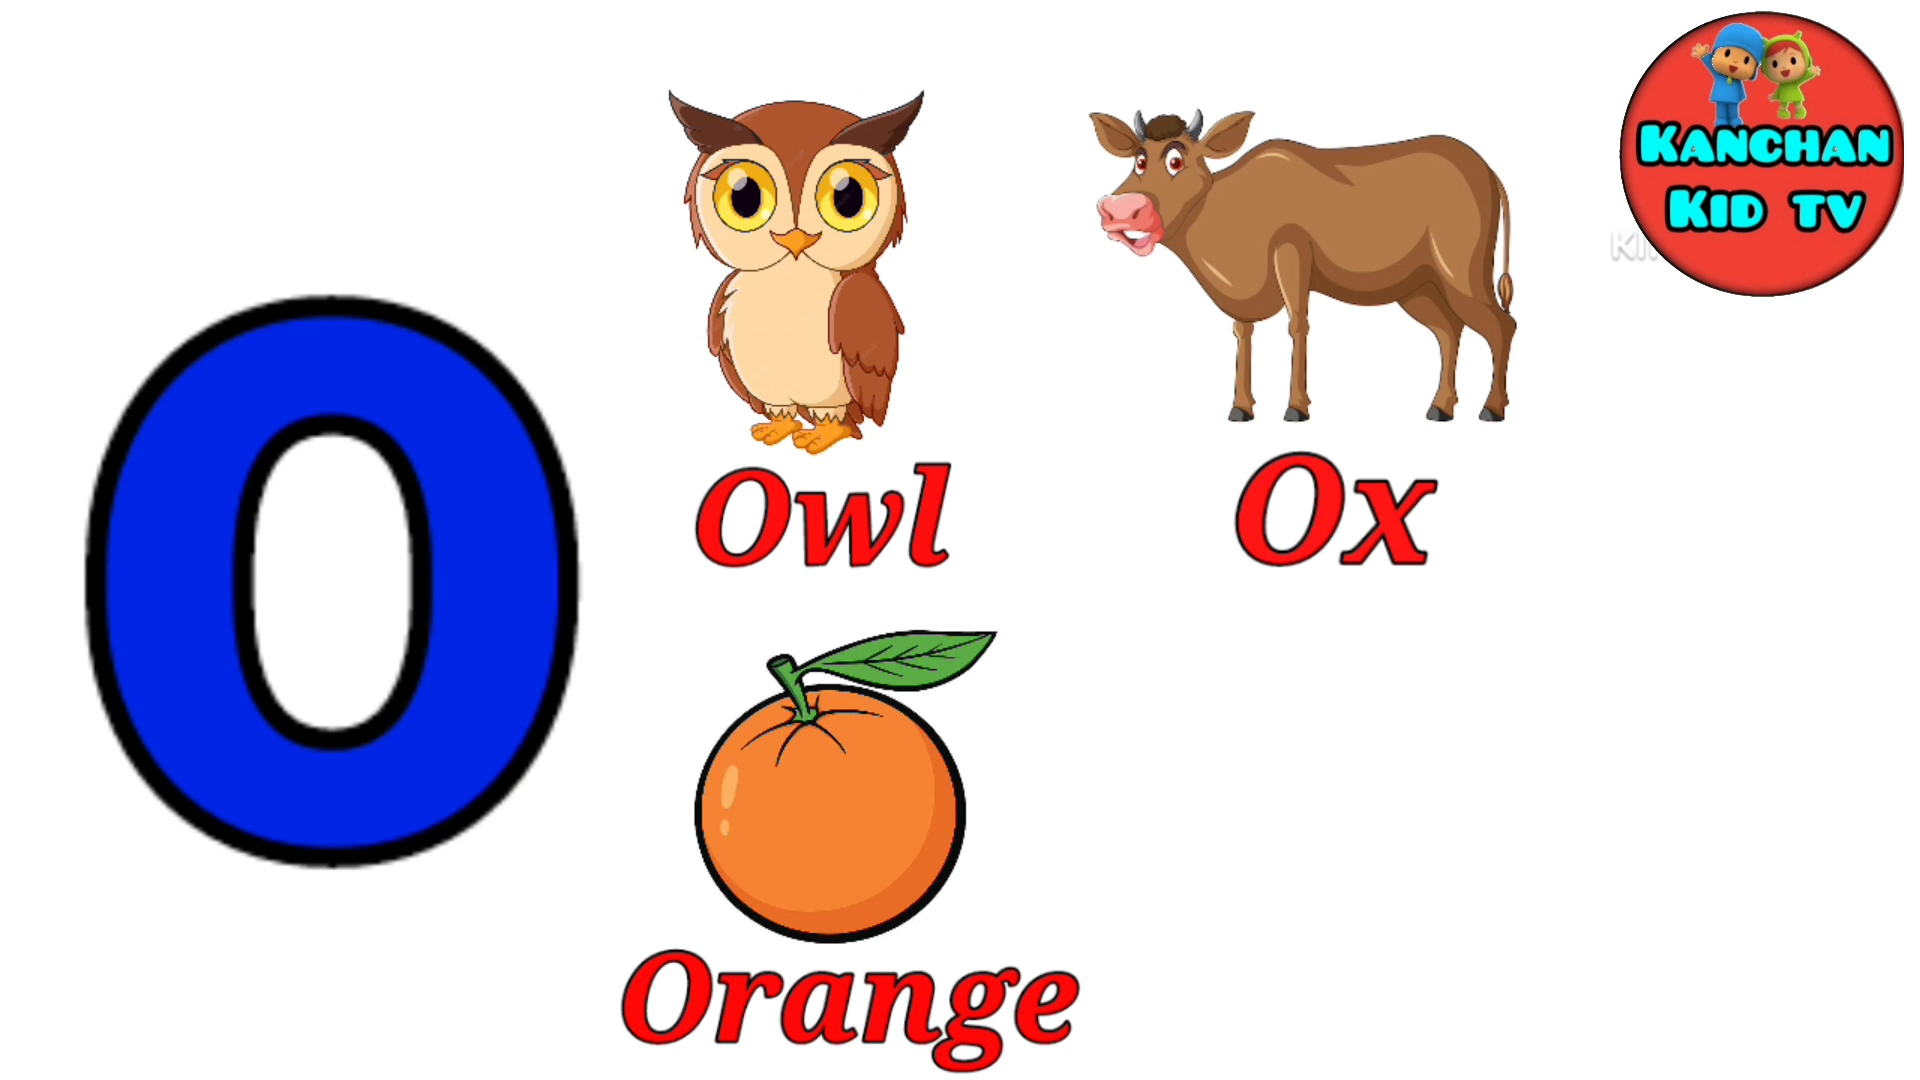 O
Owl
Ox
Orange
KANCHAN
KID TV